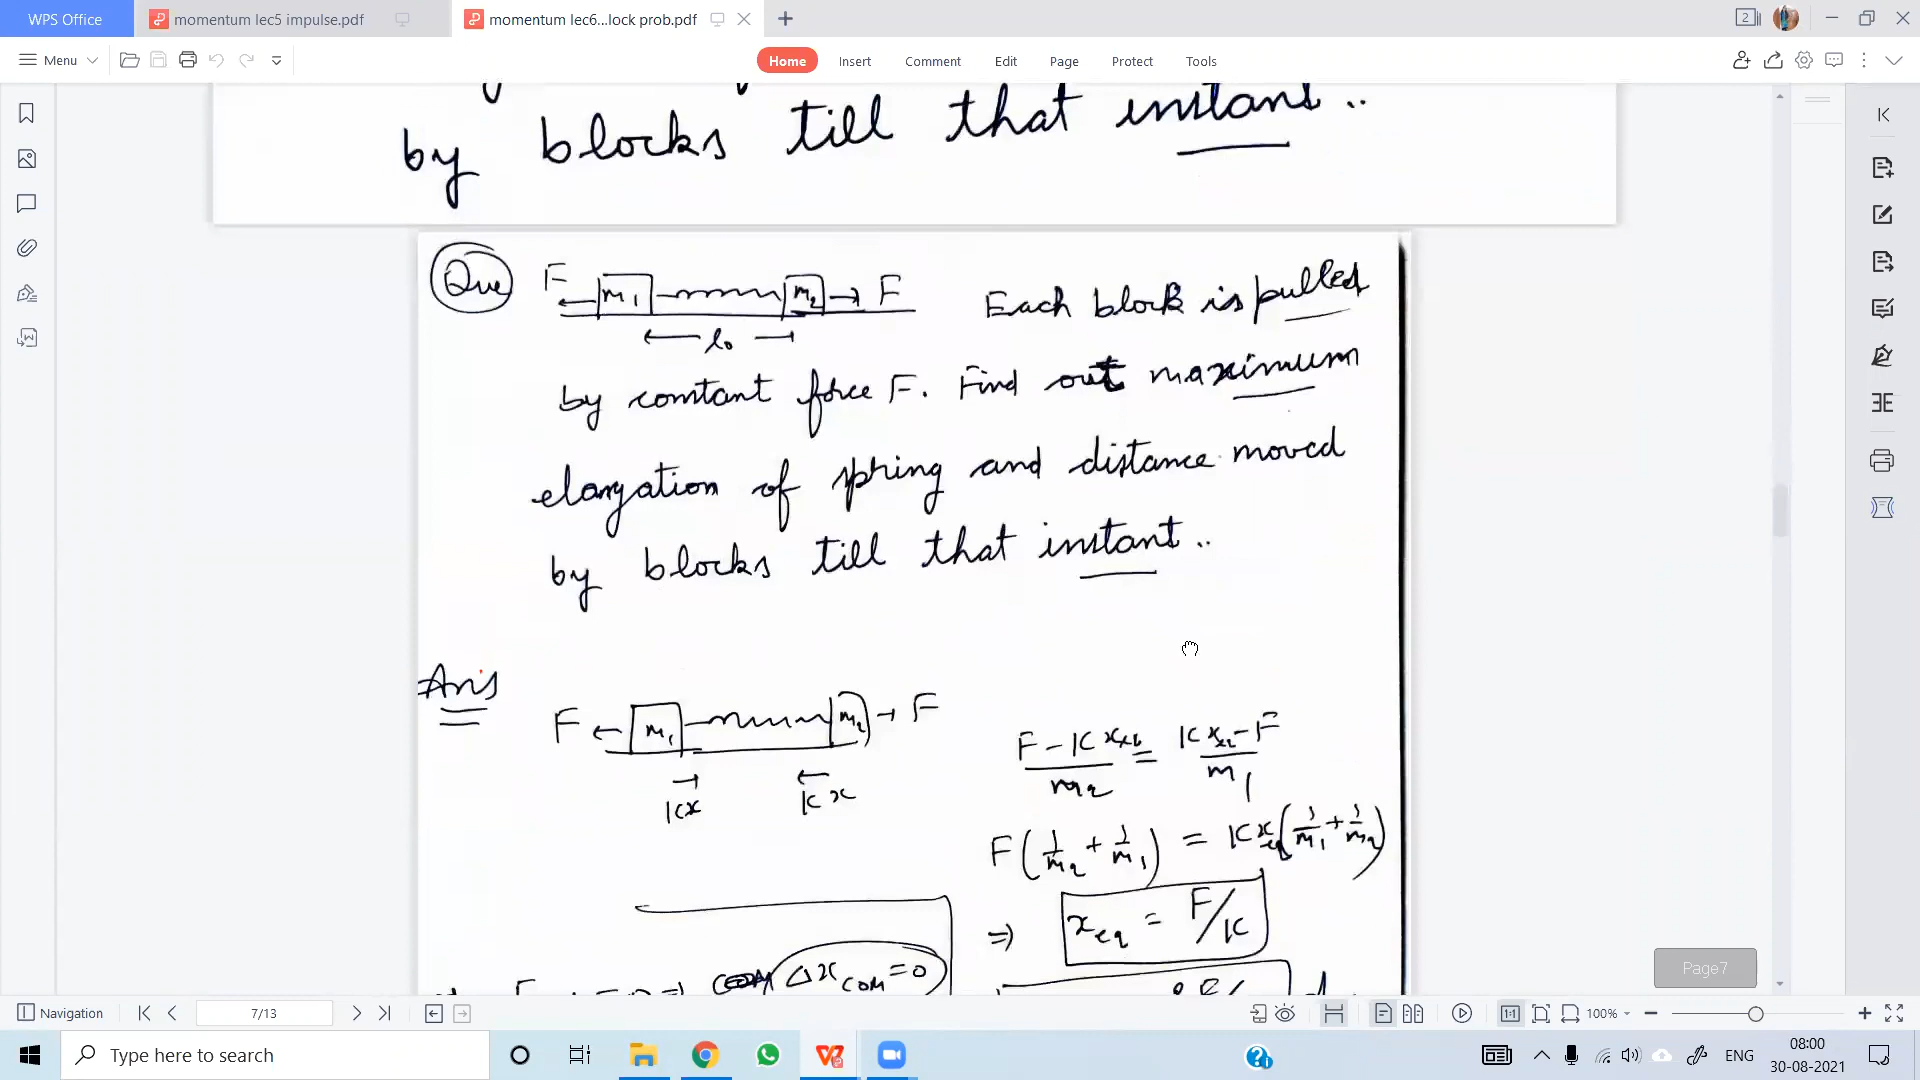 WPS Office
momentum lec5 impulse.pdf
momentum lec6...lock prob.pdf
2
Menu
Home
Insert
Comment
Edit
Page
Protect
Tools
by blocks till that instant..
Que
F m1 m2 F
l0
Each block is pulled
by constant force F. Find out maximum
elongation of spring and distance moved
by blocks till that instant..
Ans
F m1 m2 F
Kx Kx
F - Kxeq / m2 = Kxeq - F / m1
F (1/m2 + 1/m1) = Kxeq (1/m1 + 1/m2)
⇒ xeq = F/K
COM ΔxCOM = 0
Page7
Navigation
7/13
1:1
100%
Type here to search
ENG
08:00
30-08-2021